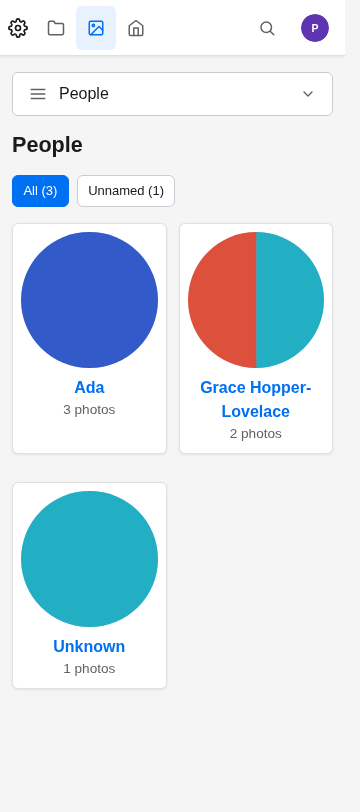 P
People
People
All (3)
Unnamed (1)
Ada
3 photos
Grace Hopper-
Lovelace
2 photos
Unknown
1 photos